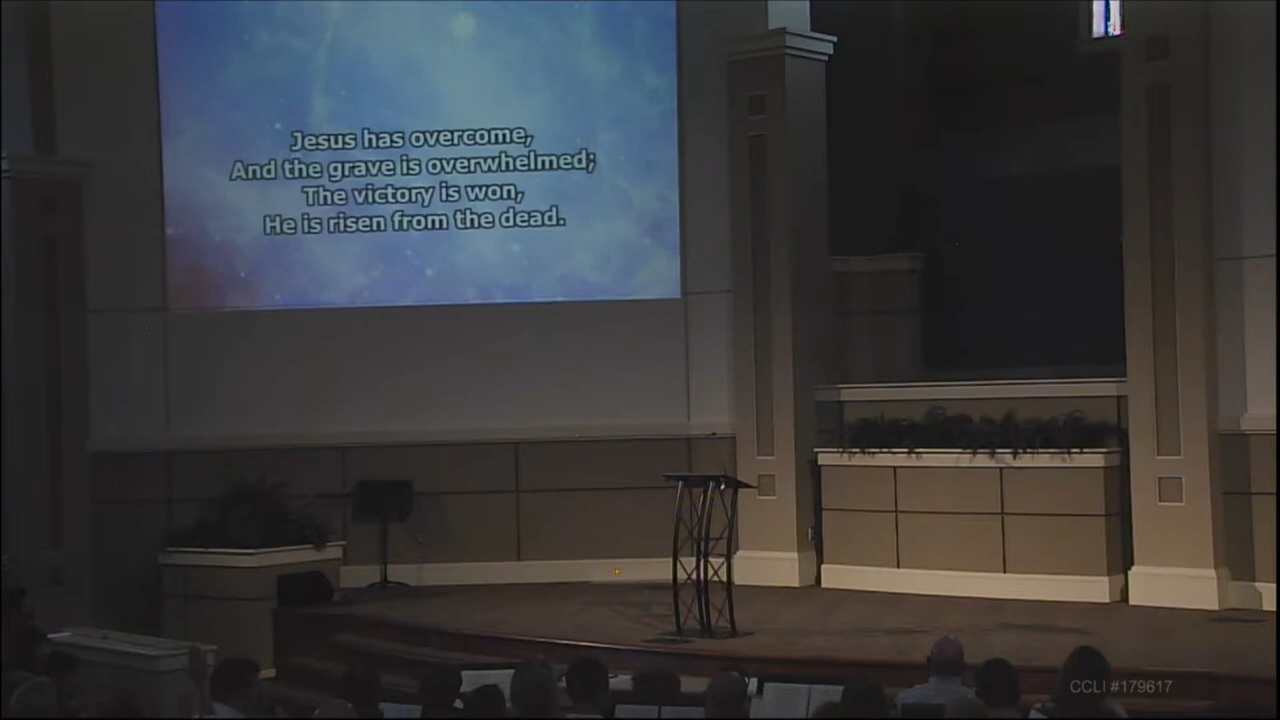 Jesus has overcome,
And the grave is overwhelmed;
The victory is won,
He is risen from the dead.
CCLI #179617